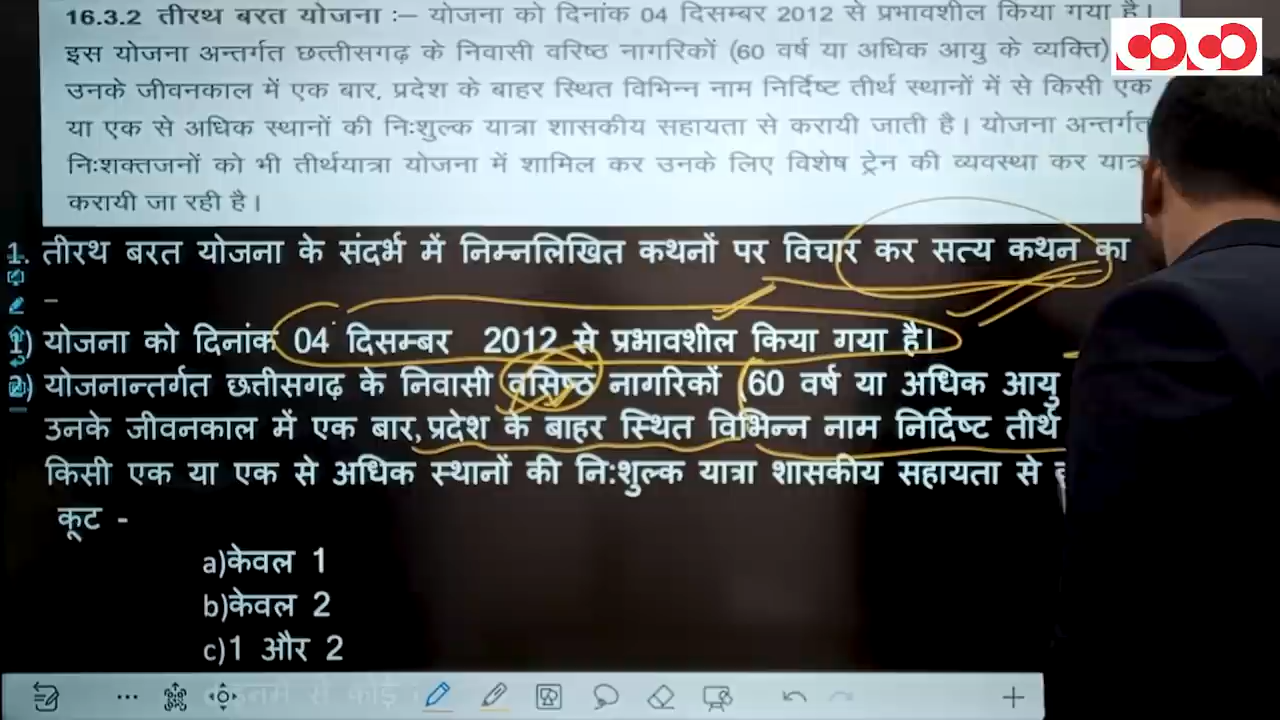 16.3.2 तीरथ बरत योजना :– योजना को दिनांक 04 दिसम्बर 2012 से प्रभावशील किया गया है।
इस योजना अन्तर्गत छत्तीसगढ़ के निवासी वरिष्ठ नागरिकों (60 वर्ष या अधिक आयु के व्यक्ति)
उनके जीवनकाल में एक बार, प्रदेश के बाहर स्थित विभिन्न नाम निर्दिष्ट तीर्थ स्थानों में से किसी एक
या एक से अधिक स्थानों की निःशुल्क यात्रा शासकीय सहायता से करायी जाती है। योजना अन्तर्गत
निःशक्तजनों को भी तीर्थयात्रा योजना में शामिल कर उनके लिए विशेष ट्रेन की व्यवस्था कर
करायी जा रही है।
1. तीरथ बरत योजना के संदर्भ में निम्नलिखित कथनों पर विचार कर सत्य कथन का
–
1) योजना को दिनांक 04 दिसम्बर 2012 से प्रभावशील किया गया है।
2) योजनान्तर्गत छत्तीसगढ़ के निवासी वसिष्ठ नागरिकों (60 वर्ष या अधिक आयु
उनके जीवनकाल में एक बार, प्रदेश के बाहर स्थित विभिन्न नाम निर्दिष्ट तीर्थ
किसी एक या एक से अधिक स्थानों की नि:शुल्क यात्रा शासकीय सहायता से
कूट -
a)केवल 1
b)केवल 2
c)1 और 2